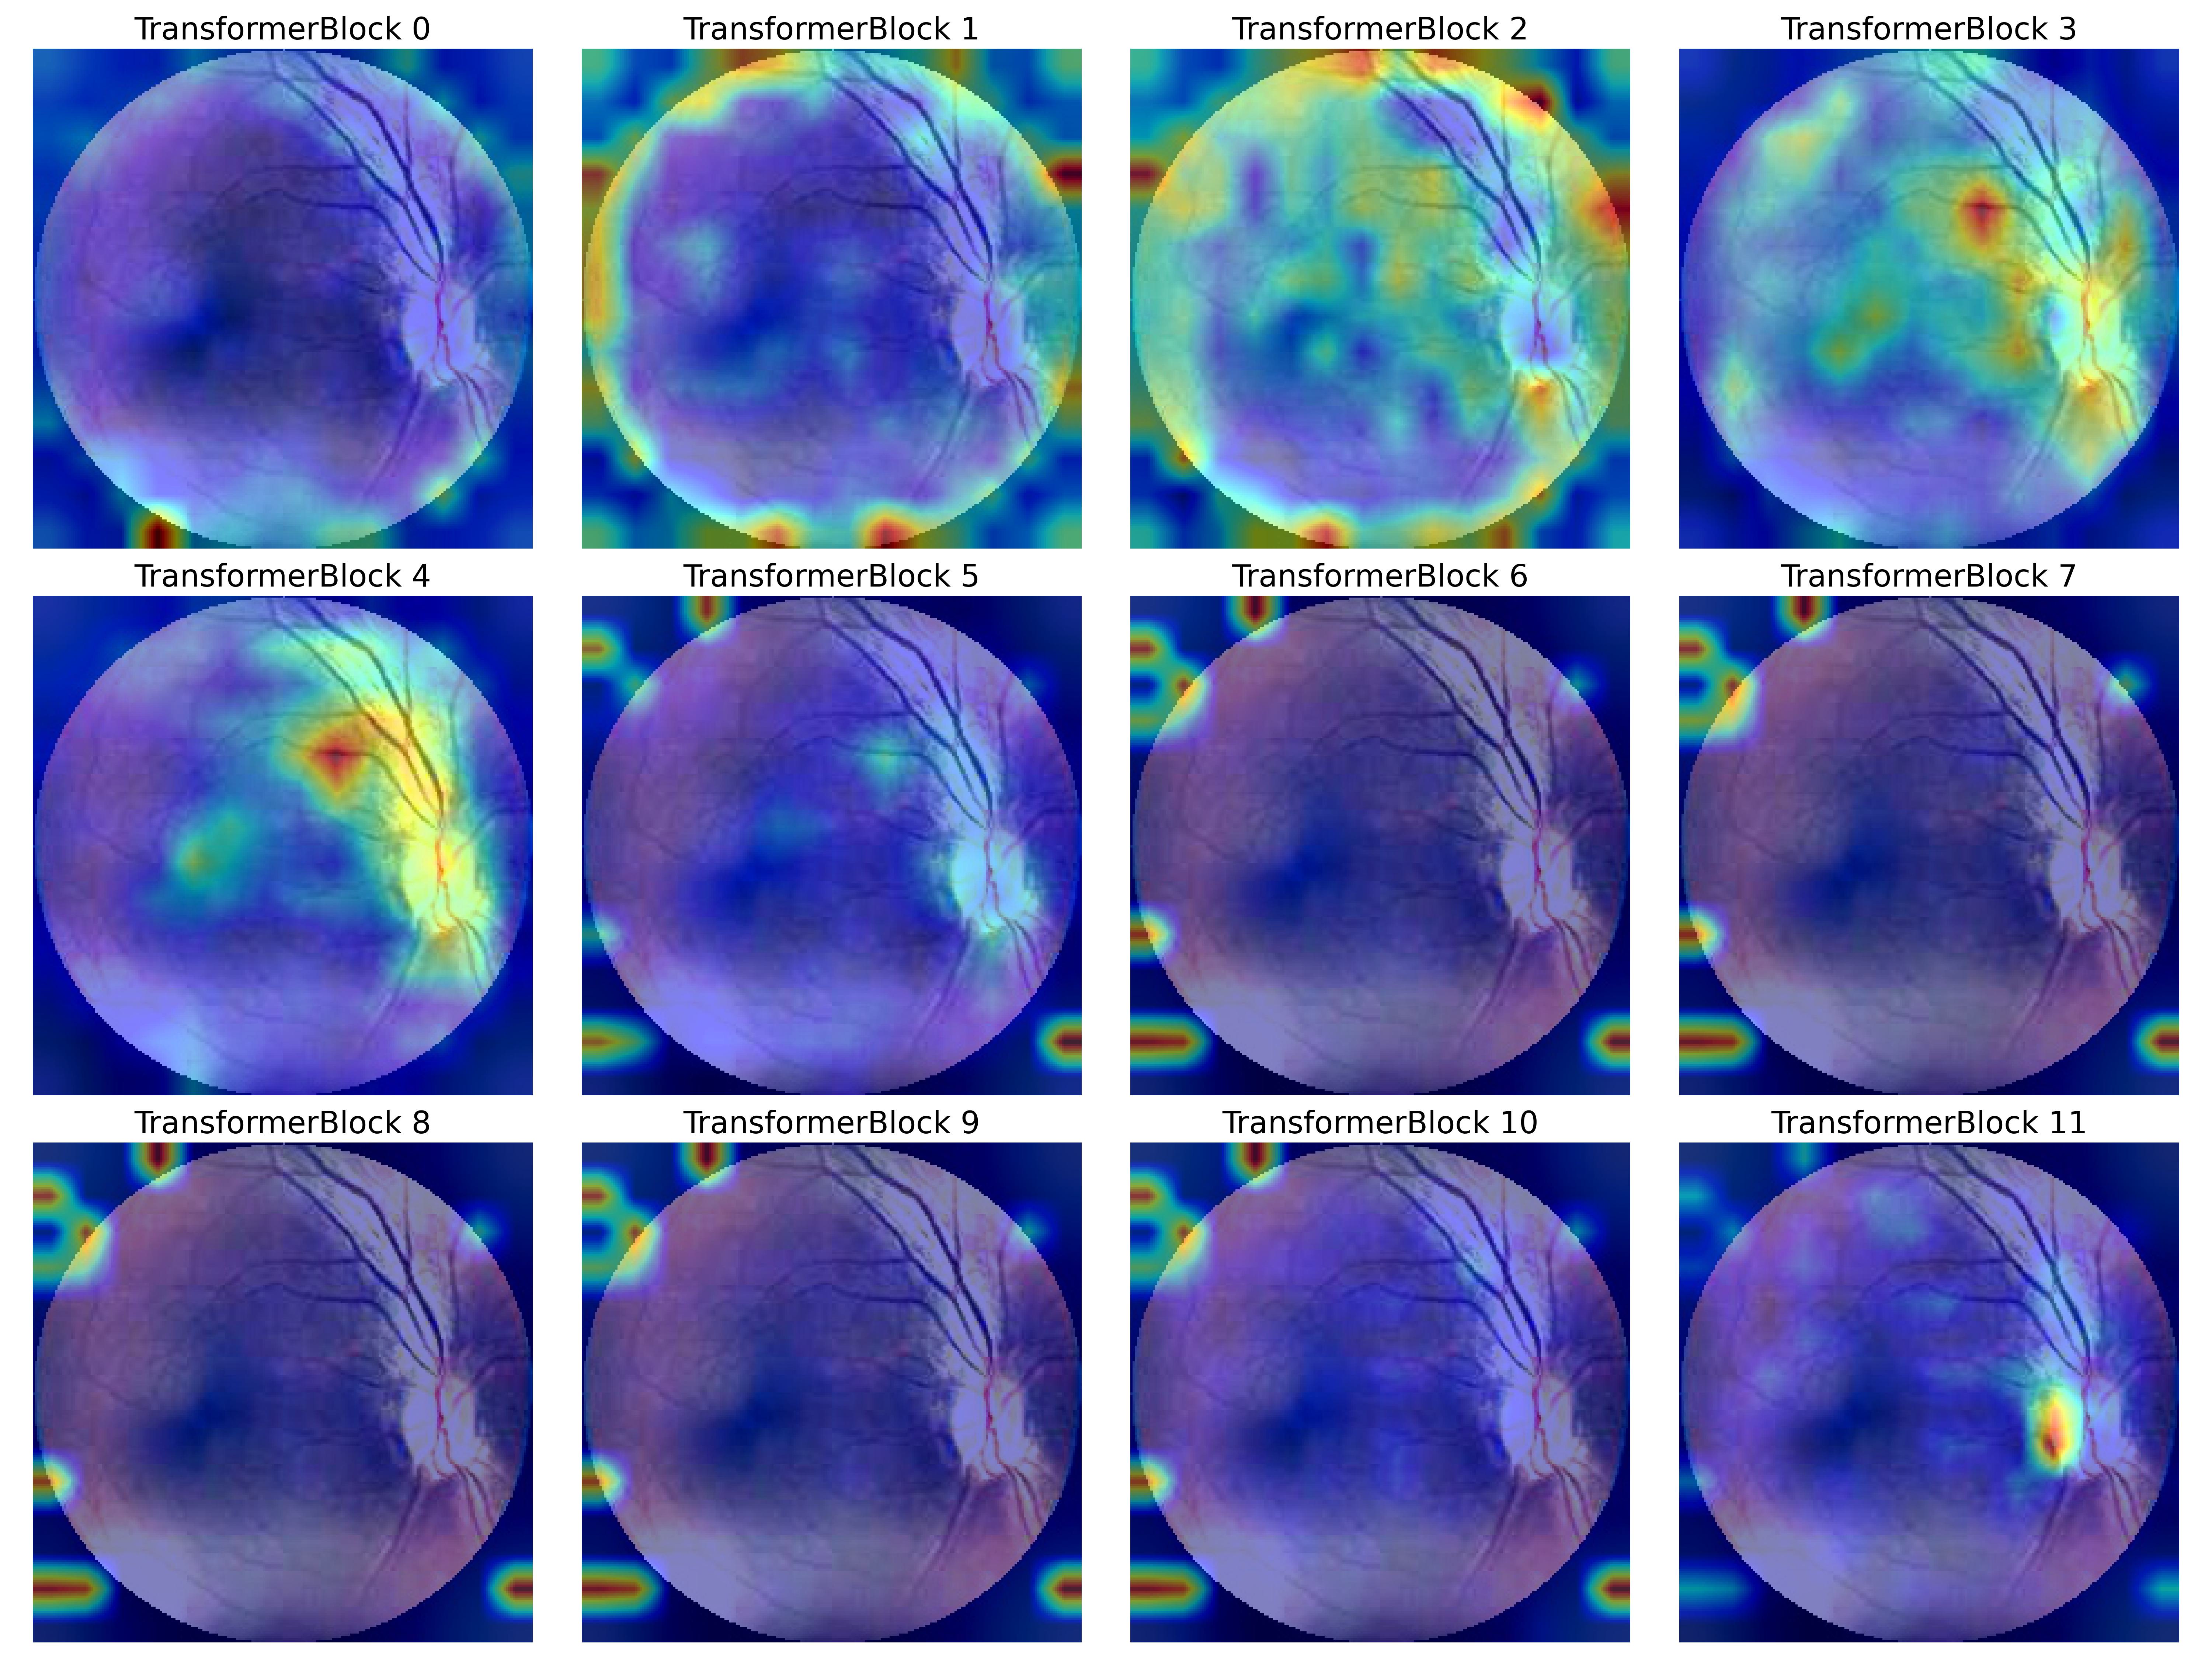 TransformerBlock 0
TransformerBlock 1
TransformerBlock 2
TransformerBlock 3
TransformerBlock 4
TransformerBlock 5
TransformerBlock 6
TransformerBlock 7
TransformerBlock 8
TransformerBlock 9
TransformerBlock 10
TransformerBlock 11